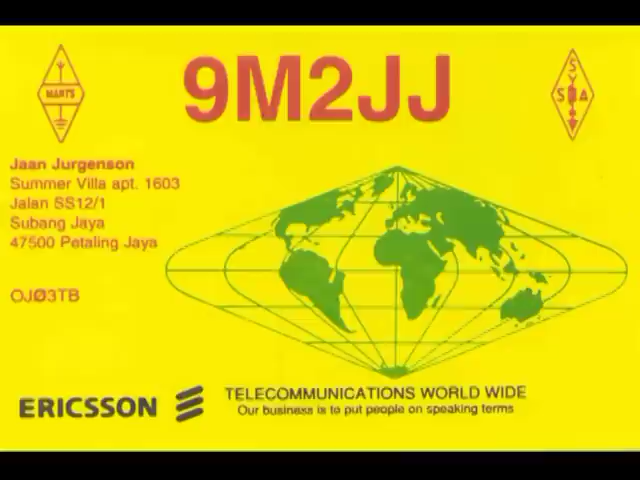 9M2JJ
MARTS
S
Y
S R A
Jaan Jurgenson
Summer Villa apt. 1603
Jalan SS12/1
Subang Jaya
47500 Petaling Jaya
OJØ3TB
ERICSSON
TELECOMMUNICATIONS WORLD WIDE
Our business is to put people on speaking terms